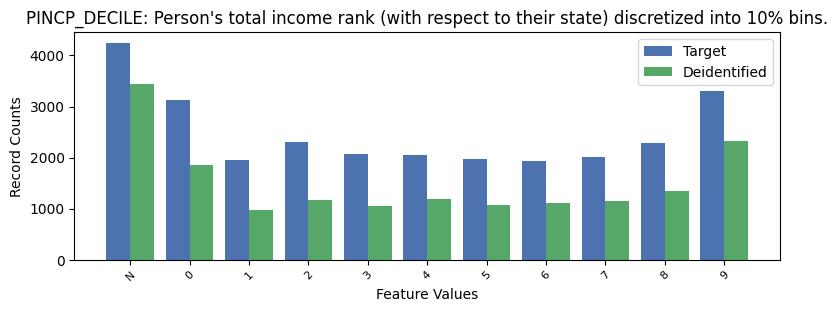 PINCP_DECILE: Person's total income rank (with respect to their state) discretized into 10% bins.
Target
Deidentified
Record Counts
4000
3000
2000
1000
0
N 0 1 2 3 4 5 6 7 8 9
Feature Values